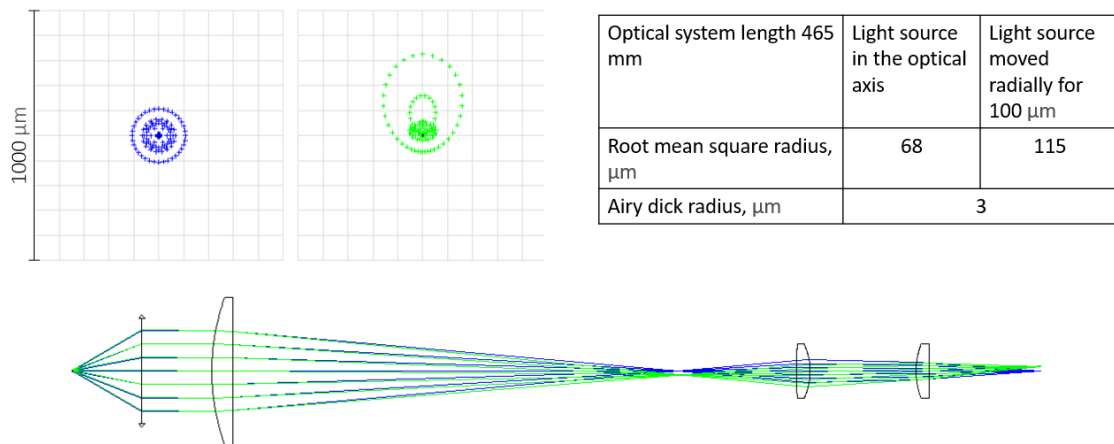 1000 μm
Optical system length 465
mm
Light source
in the optical
axis
Light source
moved
radially for
100 μm
Root mean square radius,
μm
68
115
Airy dick radius, μm
3